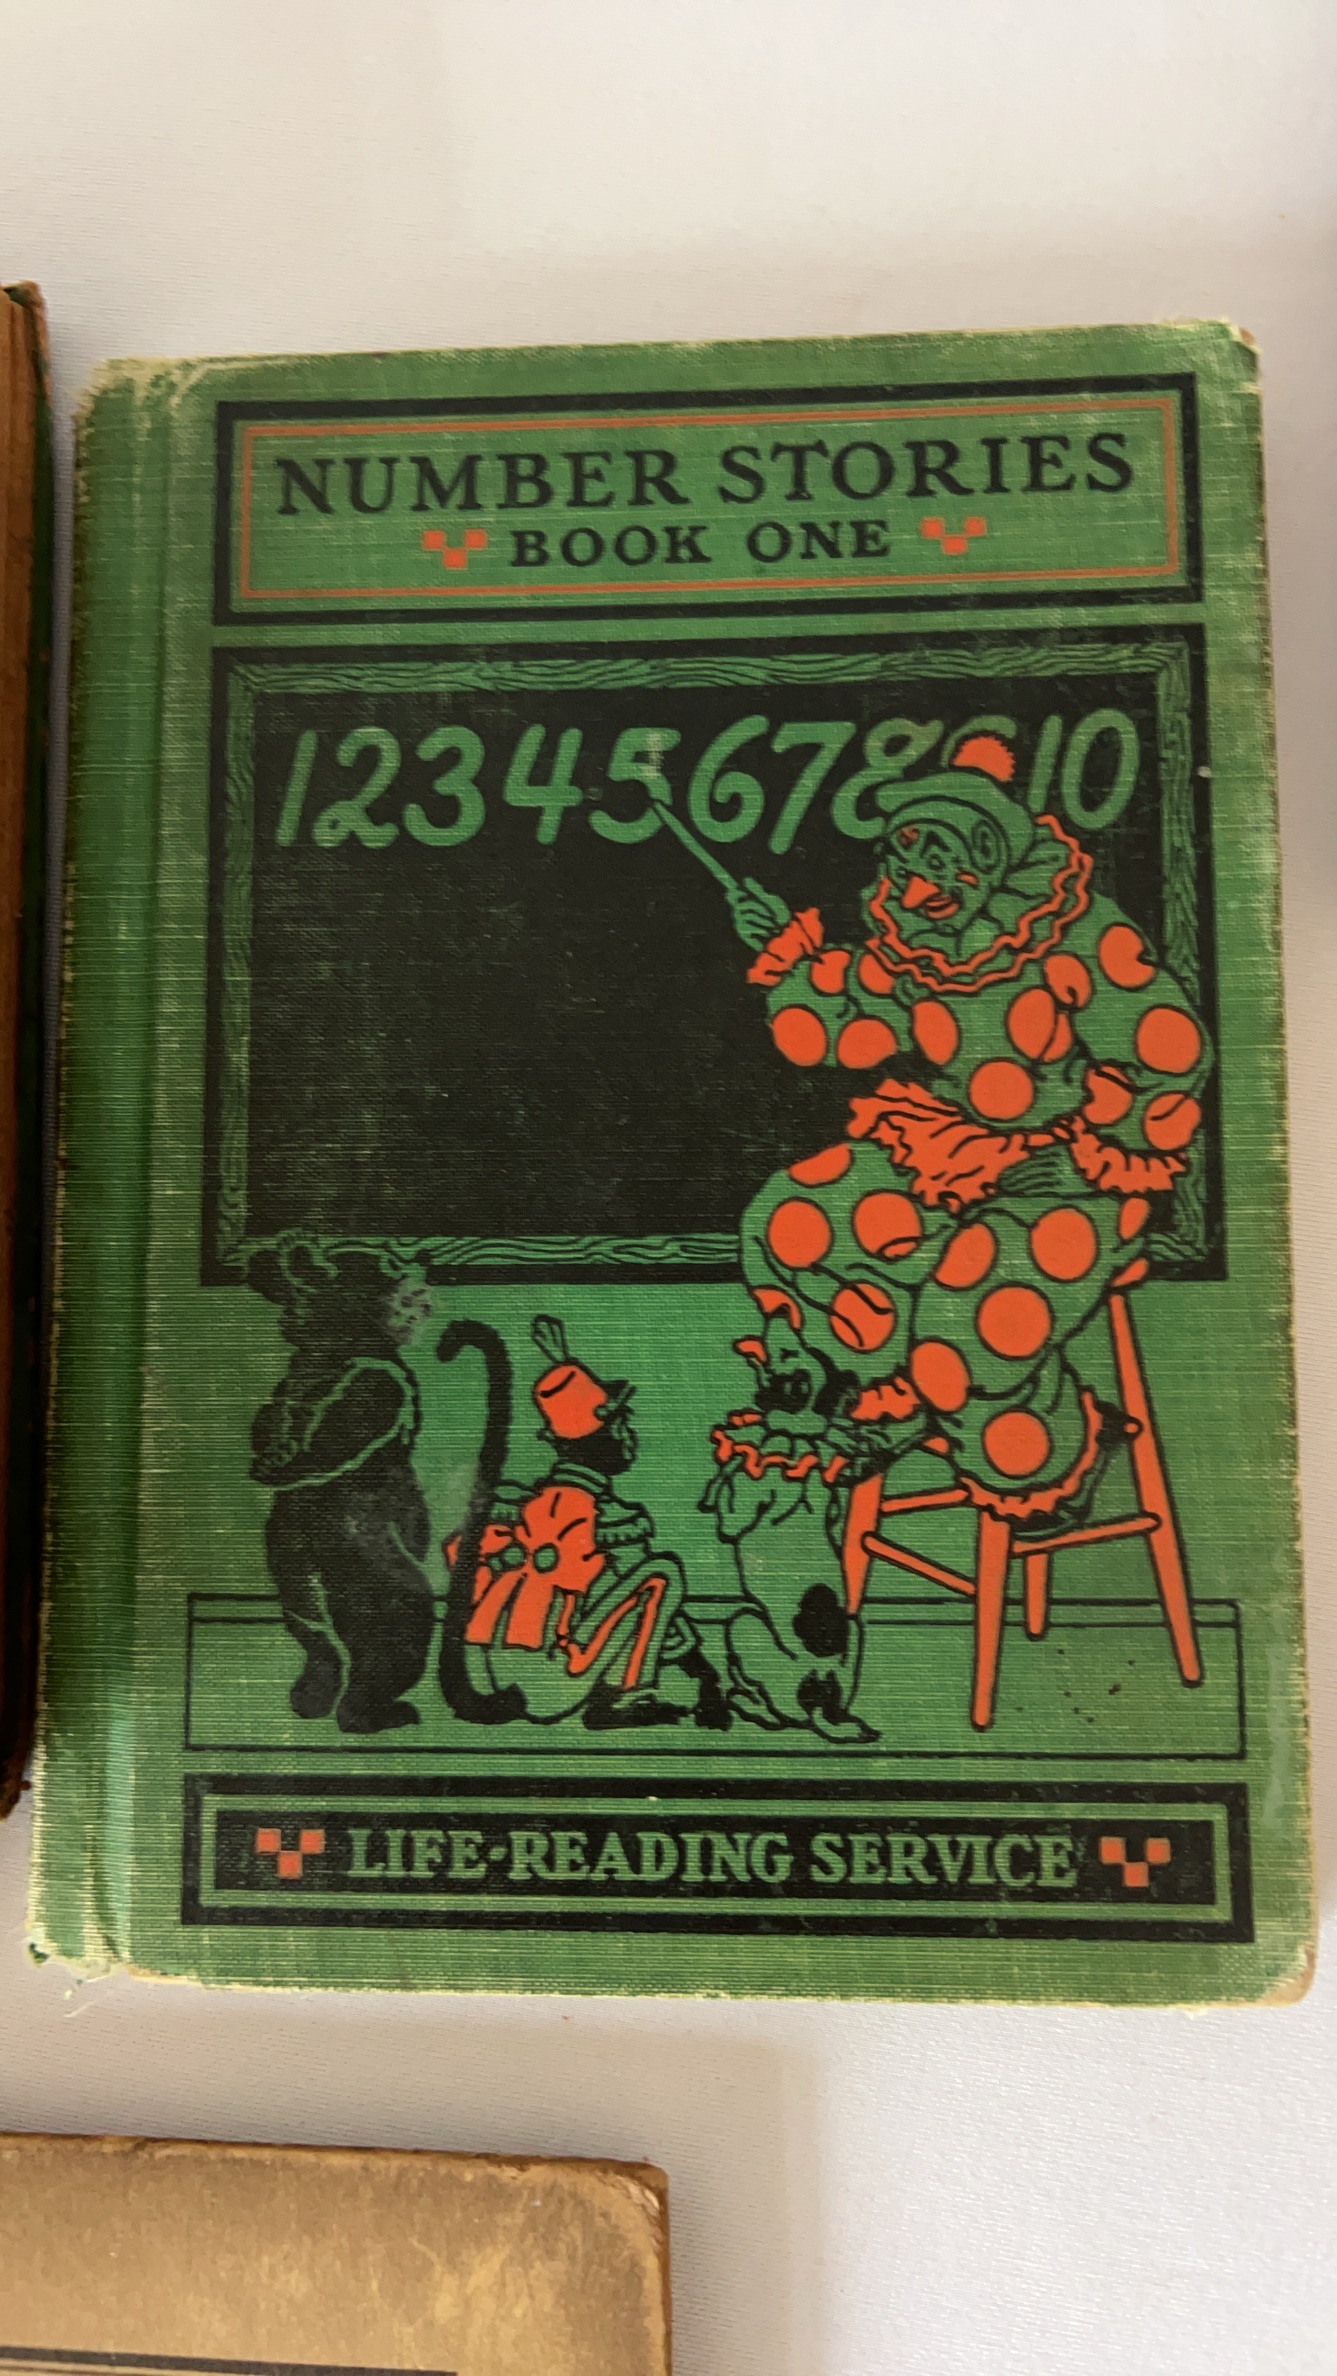 NUMBER STORIES
BOOK ONE
12345678910
LIFE-READING SERVICE